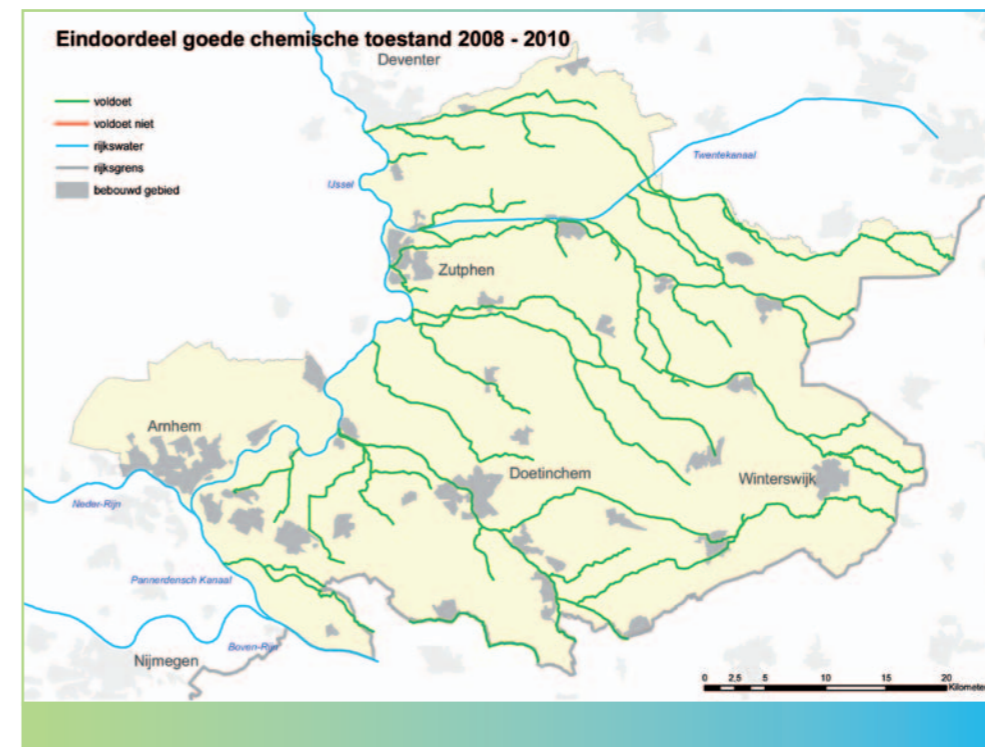 Eindoordeel goede chemische toestand 2008 - 2010
Deventer
voldoet
voldoet niet
rijkswater
rijksgrens
bebouwd gebied
Twentekanaal
IJssel
Zutphen
Arnhem
Doetinchem
Winterswijk
Neder-Rijn
Pannerdensch Kanaal
Boven-Rijn
Nijmegen
0 2,5 5 10 15 20
Kilometer